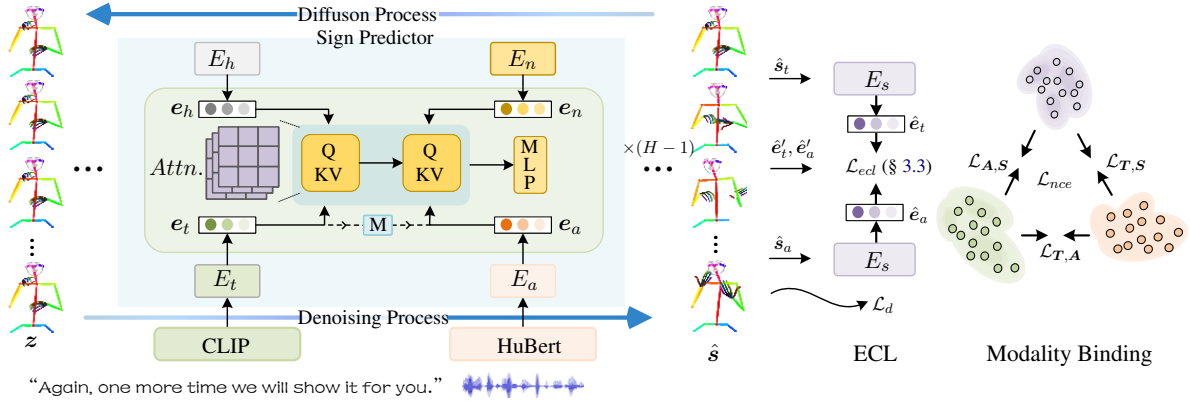 Diffuson Process
Sign Predictor
E_h
E_n
e_h
e_n
Attn.
Q
KV
Q
KV
M
L
P
×(H − 1)
e_t
M
e_a
E_t
E_a
Denoising Process
CLIP
HuBert
z
ŝ
“Again, one more time we will show it for you.”
ŝ_t
E_s
ê_t
ê′_t, ê′_a
L_ecl (§ 3.3)
ê_a
ŝ_a
E_s
L_d
ECL
L_A,S
L_nce
L_T,S
L_T,A
Modality Binding